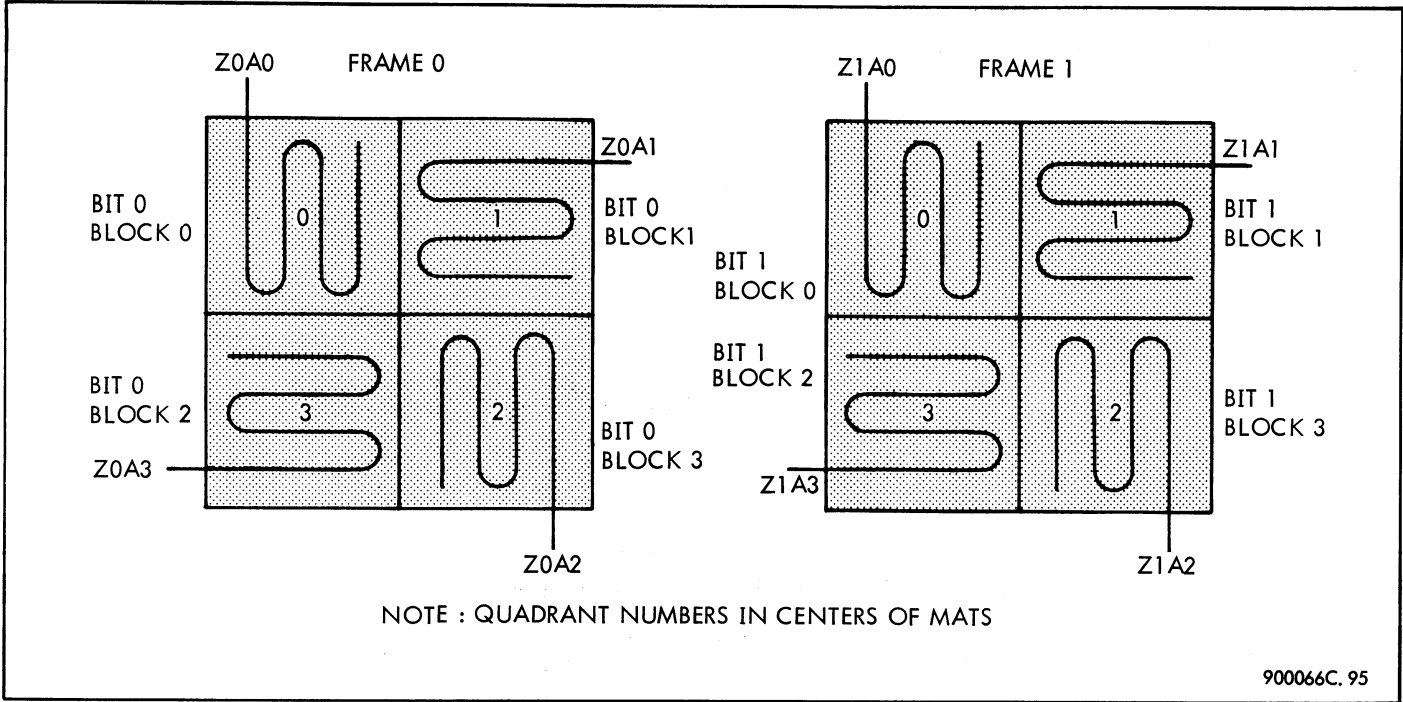 Z0A0 FRAME 0
Z0A1
BIT 0
BLOCK 0
0
1
BIT 0
BLOCK1
BIT 0
BLOCK 2
3
2
BIT 0
BLOCK 3
Z0A3
Z0A2
Z1A0 FRAME 1
Z1A1
BIT 1
BLOCK 0
0
1
BIT 1
BLOCK 1
BIT 1
BLOCK 2
3
2
BIT 1
BLOCK 3
Z1A3
Z1A2
NOTE : QUADRANT NUMBERS IN CENTERS OF MATS
900066C. 95